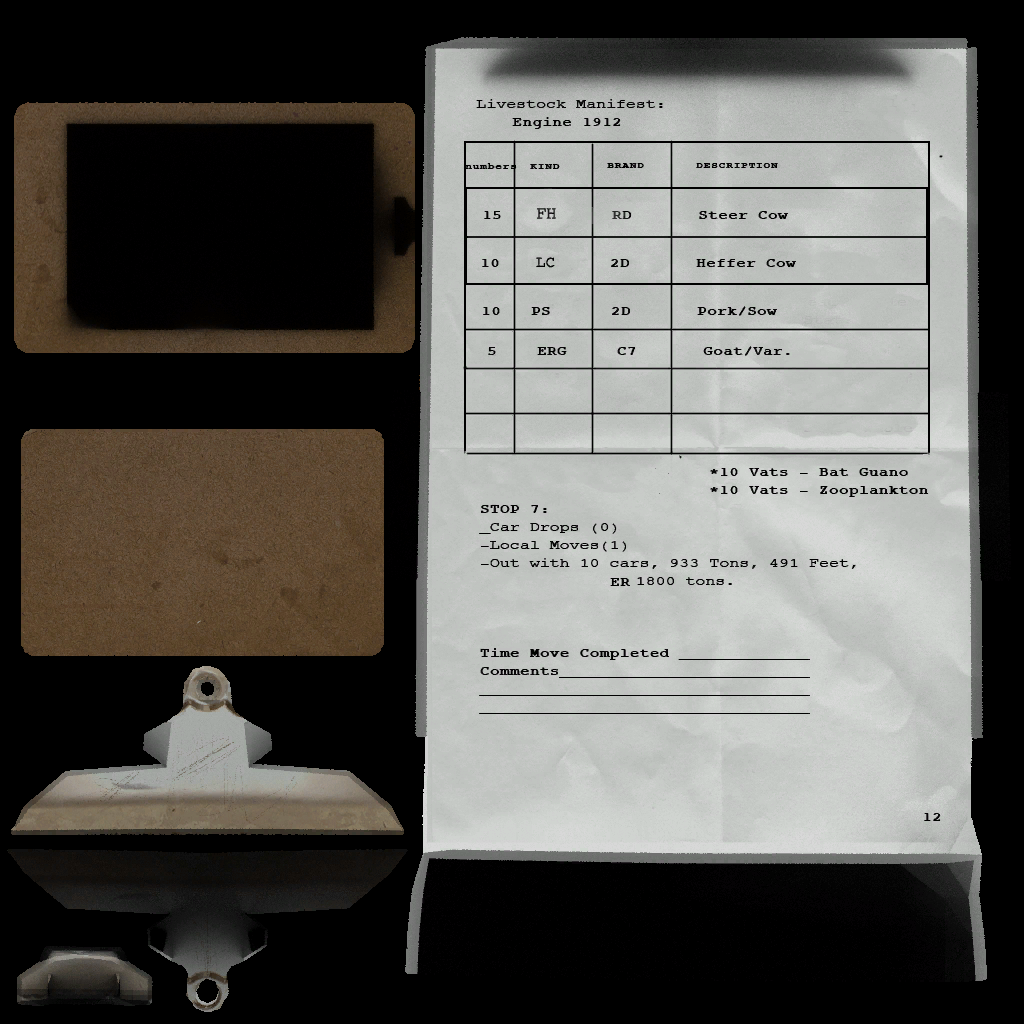 Livestock Manifest:
Engine 1912
numbers KIND BRAND DESCRIPTION
15 FH RD Steer Cow
10 LC 2D Heffer Cow
10 PS 2D Pork/Sow
5 ERG C7 Goat/Var.
*10 Vats - Bat Guano
*10 Vats - Zooplankton
STOP 7:
_Car Drops (0)
-Local Moves(1)
-Out with 10 cars, 933 Tons, 491 Feet,
ER 1800 tons.
Time Move Completed ___________
Comments_____________________
12